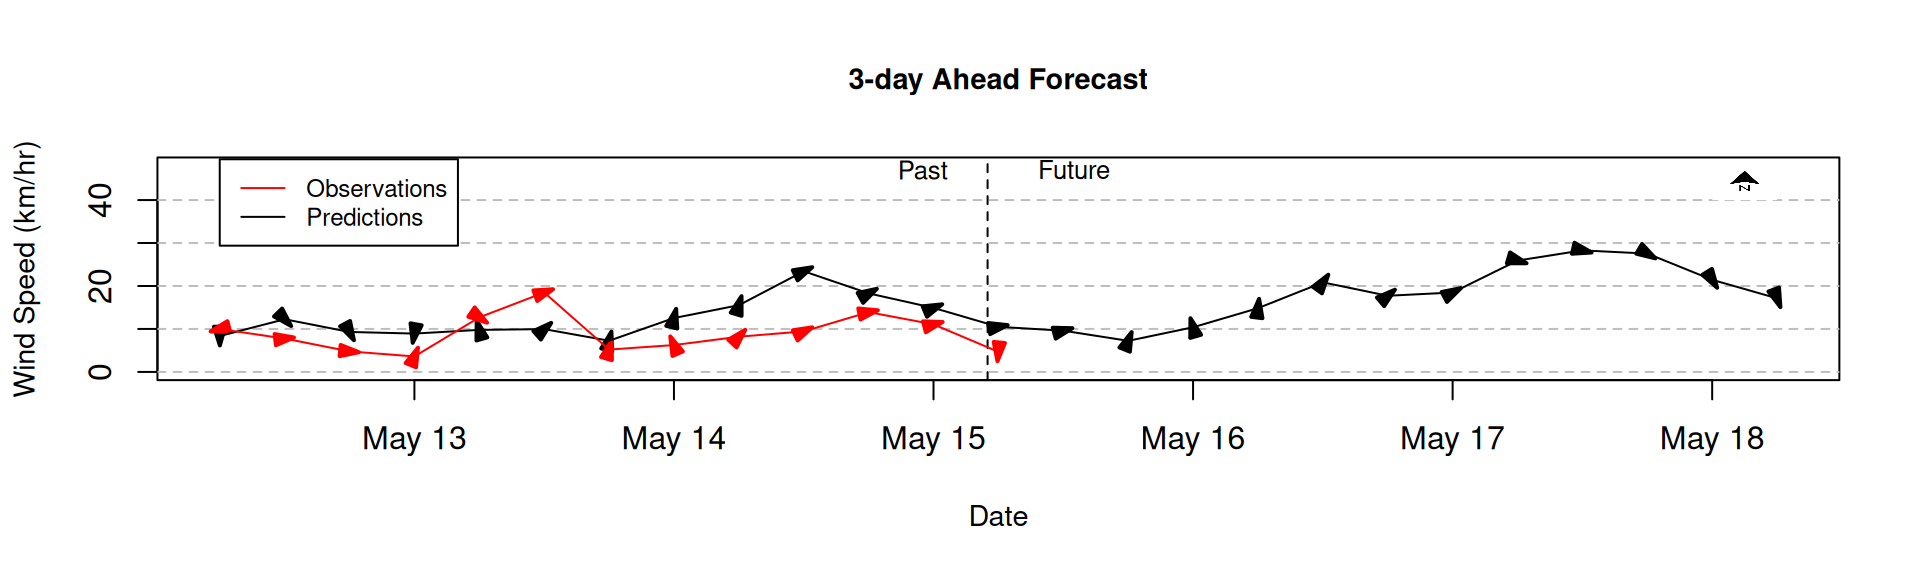 3-day Ahead Forecast
Wind Speed (km/hr)
40
20
0
Observations
Predictions
Past
Future
N
May 13
May 14
May 15
May 16
May 17
May 18
Date